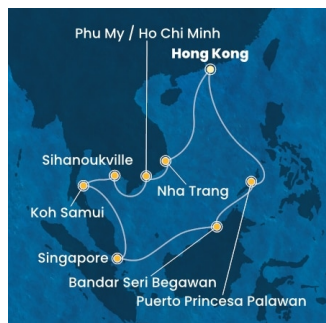 Phu My / Ho Chi Minh
Hong Kong
Sihanoukville
Nha Trang
Koh Samui
Singapore
Bandar Seri Begawan
Puerto Princesa Palawan